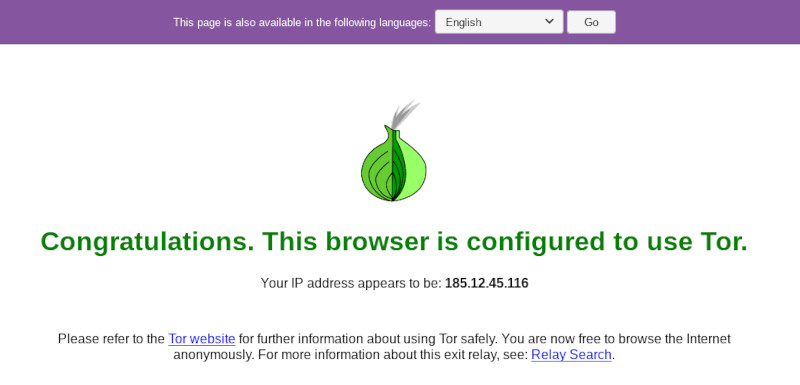 This page is also available in the following languages: English Go
Congratulations. This browser is configured to use Tor.
Your IP address appears to be: 185.12.45.116
Please refer to the Tor website for further information about using Tor safely. You are now free to browse the Internet
anonymously. For more information about this exit relay, see: Relay Search.